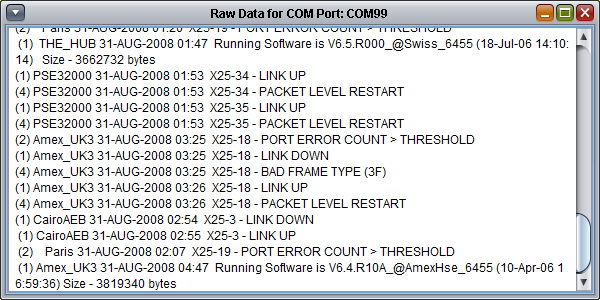 Raw Data for COM Port: COM99
(2)    Paris 31-AUG-2008 01:20  X25-19 - PORT ERROR COUNT > THRESHOLD
(1)  THE_HUB 31-AUG-2008 01:47  Running Software is V6.5.R000_@Swiss_6455 (18-Jul-06 14:10:
14)   Size - 3662732 bytes
(1) PSE32000 31-AUG-2008 01:53  X25-34 - LINK UP
(4) PSE32000 31-AUG-2008 01:53  X25-34 - PACKET LEVEL RESTART
(1) PSE32000 31-AUG-2008 01:53  X25-35 - LINK UP
(4) PSE32000 31-AUG-2008 01:53  X25-35 - PACKET LEVEL RESTART
(2) Amex_UK3 31-AUG-2008 03:25  X25-18 - PORT ERROR COUNT > THRESHOLD
(1) Amex_UK3 31-AUG-2008 03:25  X25-18 - LINK DOWN
(4) Amex_UK3 31-AUG-2008 03:25  X25-18 - BAD FRAME TYPE (3F)
(1) Amex_UK3 31-AUG-2008 03:26  X25-18 - LINK UP
(4) Amex_UK3 31-AUG-2008 03:26  X25-18 - PACKET LEVEL RESTART
(1) CairoAEB 31-AUG-2008 02:54  X25-3 - LINK DOWN
(1) CairoAEB 31-AUG-2008 02:55  X25-3 - LINK UP
(2)    Paris 31-AUG-2008 02:07  X25-19 - PORT ERROR COUNT > THRESHOLD
(1) Amex_UK3 31-AUG-2008 04:47  Running Software is V6.4.R10A_@AmexHse_6455 (10-Apr-06 1
6:59:36) Size - 3819340 bytes